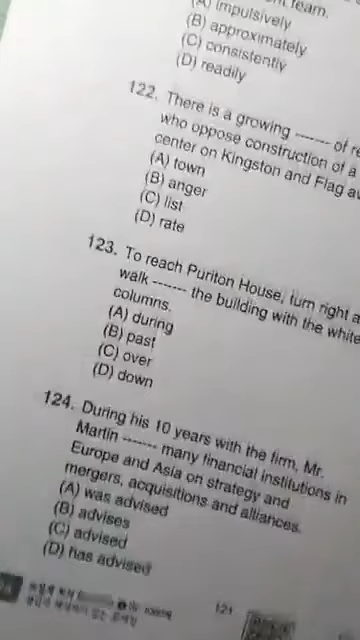 team.
(A) impulsively
(B) approximately
(C) consistently
(D) readily
122. There is a growing ------- of re
who oppose construction of a
center on Kingston and Flag av
(A) town
(B) anger
(C) list
(D) rate
123. To reach Puriton House, turn right a
walk ------- the building with the white
columns.
(A) during
(B) past
(C) over
(D) down
124. During his 10 years with the firm, Mr.
Martin ------- many financial institutions in
Europe and Asia on strategy and
mergers, acquisitions and alliances.
(A) was advised
(B) advises
(C) advised
(D) has advised
121